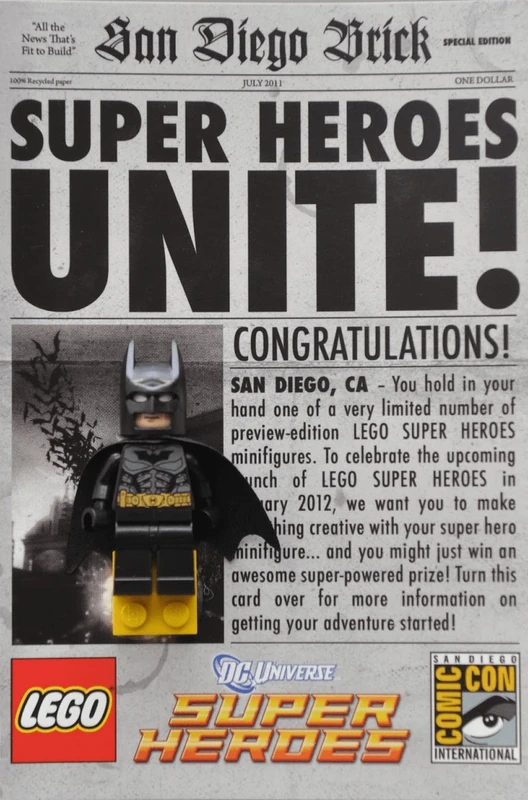 "All the
News That's
Fit to Build"
San Diego Brick
SPECIAL EDITION
100% Recycled paper
JULY 2011
ONE DOLLAR
SUPER HEROES
UNITE!
CONGRATULATIONS!
SAN DIEGO, CA – You hold in your
hand one of a very limited number of
preview-edition LEGO SUPER HEROES
minifigures. To celebrate the upcoming
of LEGO SUPER HEROES in
2012, we want you to make
creative with your super hero
minifigure... and you might just win an
awesome super-powered prize! Turn this
card over for more information on
getting your adventure started!
LEGO
DC UNIVERSE
SUPER
HEROES
SAN DIEGO
COMIC CON
INTERNATIONAL